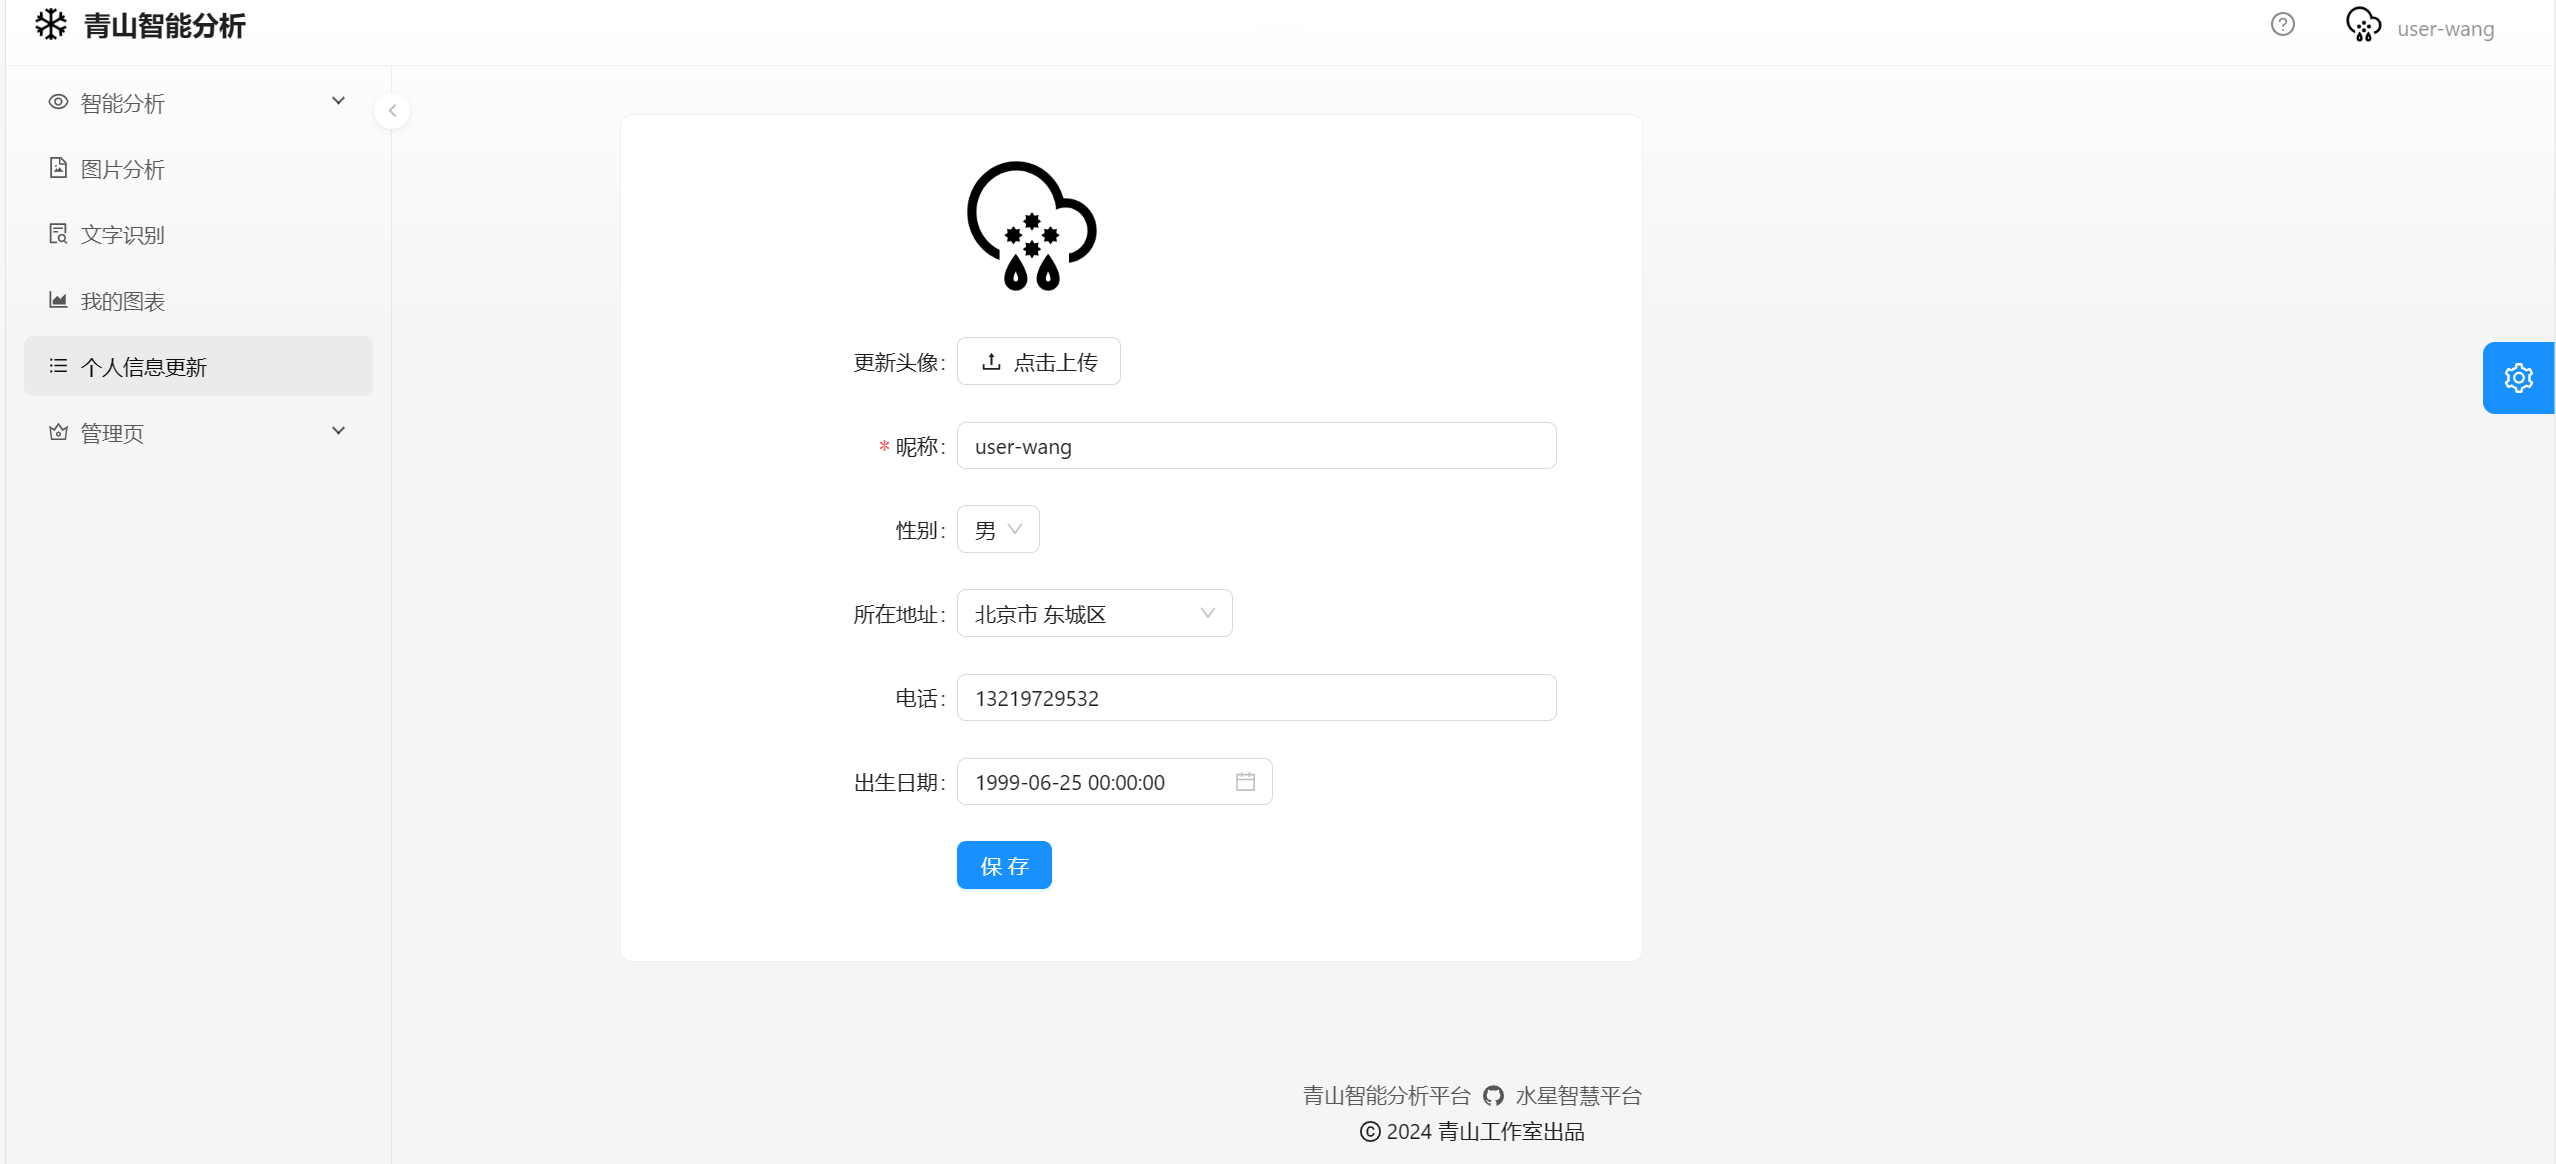 青山智能分析
user-wang
智能分析
图片分析
文字识别
我的图表
个人信息更新
管理页
更新头像: 点击上传
* 昵称: user-wang
性别: 男
所在地址: 北京市 东城区
电话: 13219729532
出生日期: 1999-06-25 00:00:00
保 存
青山智能分析平台 水星智慧平台
© 2024 青山工作室出品